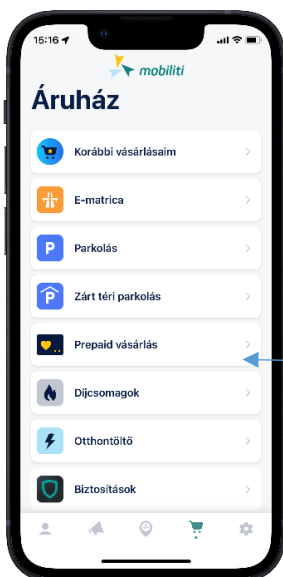 15:16
mobiliti
Áruház
Korábbi vásárlásaim
E-matrica
P Parkolás
P Zárt téri parkolás
Prepaid vásárlás
Díjcsomagok
Otthontöltő
Biztosítások